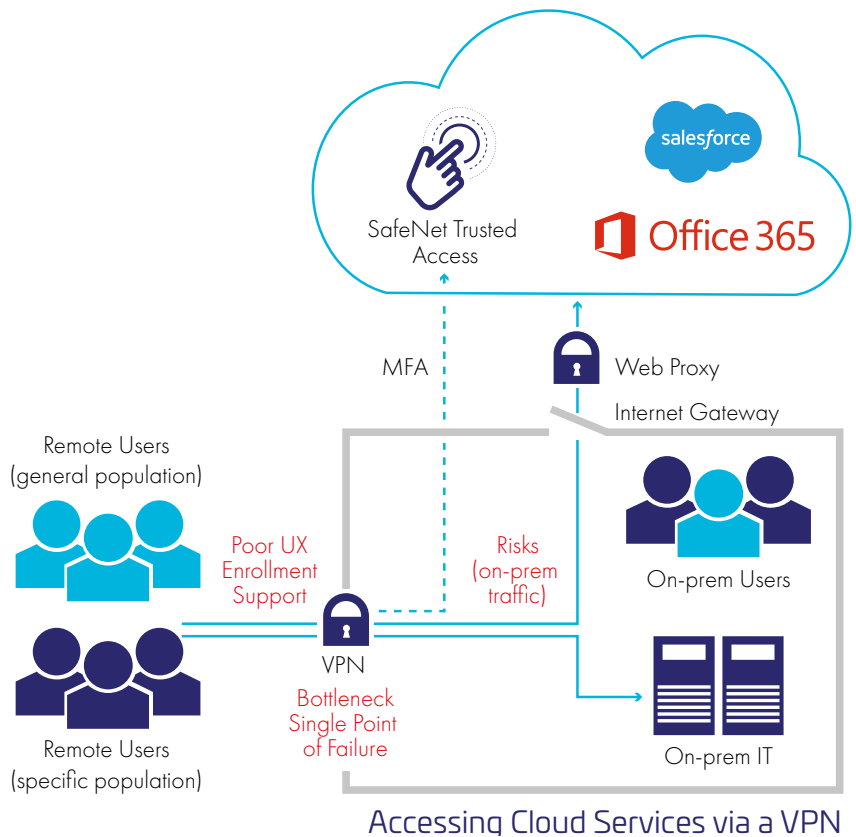 salesforce
SafeNet Trusted
Access
Office 365
MFA
Web Proxy
Internet Gateway
Remote Users
(general population)
Poor UX
Enrollment
Support
Risks
(on-prem
traffic)
On-prem Users
VPN
Bottleneck
Single Point
of Failure
Remote Users
(specific population)
On-prem IT
Accessing Cloud Services via a VPN